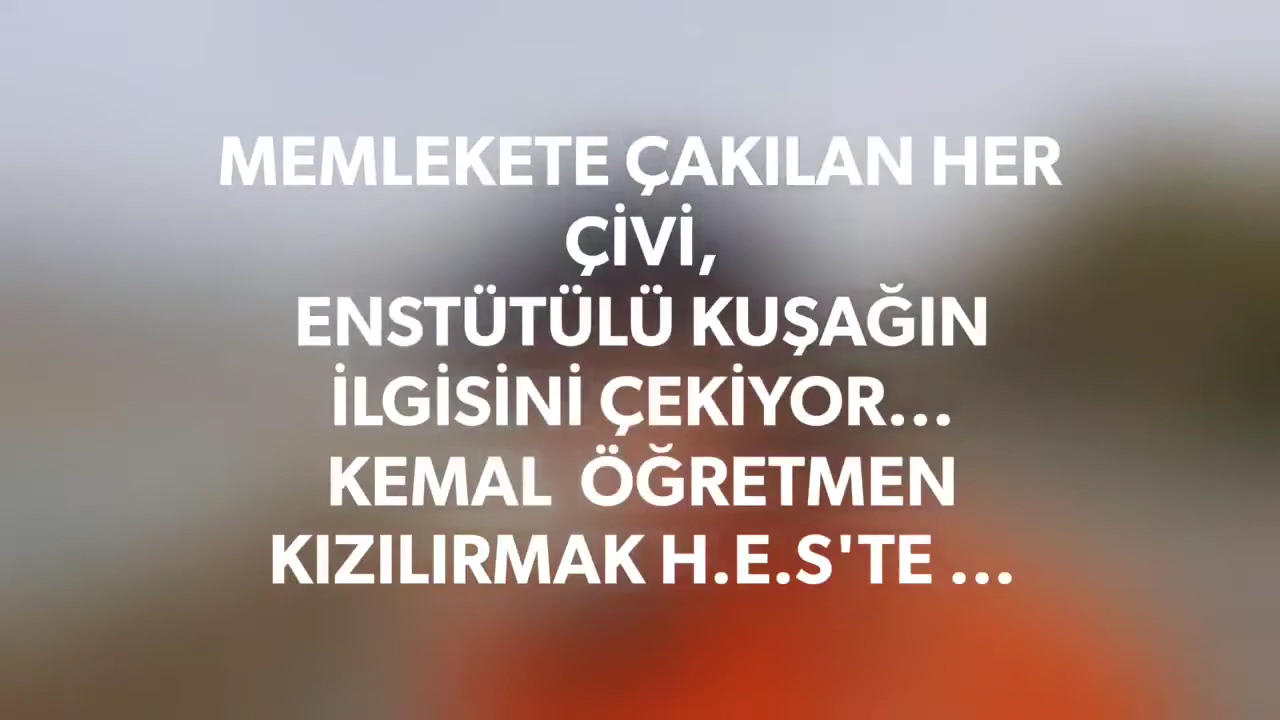 MEMLEKETE ÇAKILAN HER
ÇİVİ,
ENSTÜTÜLÜ KUŞAĞIN
İLGİSİNİ ÇEKİYOR...
KEMAL  ÖĞRETMEN
KIZILIRMAK H.E.S'TE ...